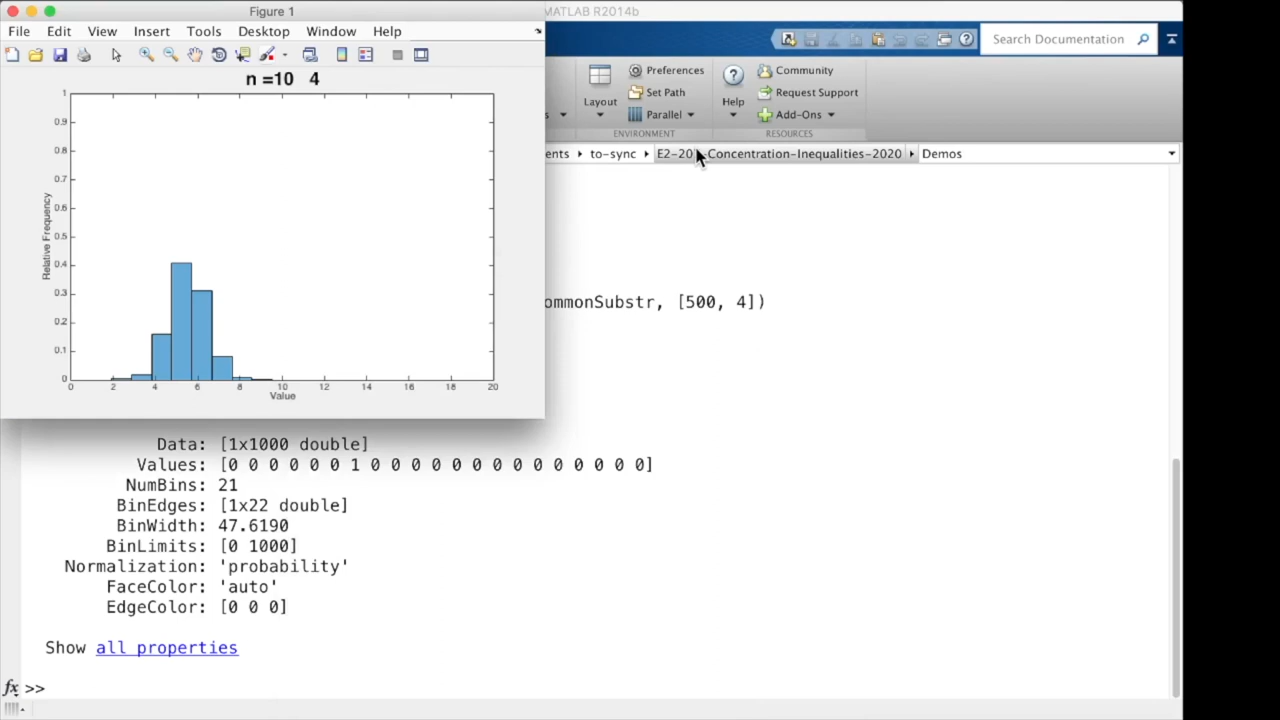 Figure 1
MATLAB R2014b
File Edit View Insert Tools Desktop Window Help
Search Documentation
n =10 4
Preferences
Set Path
Parallel
Layout
ENVIRONMENT
Help
Community
Request Support
Add-Ons
RESOURCES
ents to-sync Concentration-Inequalities-2020 Demos
1
0.9
0.8
0.7
0.6
0.5
0.4
0.3
0.2
0.1
0
Relative Frequency
0 2 4 6 8 10 12 14 16 18 20
Value
ommonSubstr, [500, 4])
Data: [1x1000 double]
Values: [0 0 0 0 0 0 1 0 0 0 0 0 0 0 0 0 0 0 0 0 0]
NumBins: 21
BinEdges: [1x22 double]
BinWidth: 47.6190
BinLimits: [0 1000]
Normalization: 'probability'
FaceColor: 'auto'
EdgeColor: [0 0 0]
Show all properties
fx >>